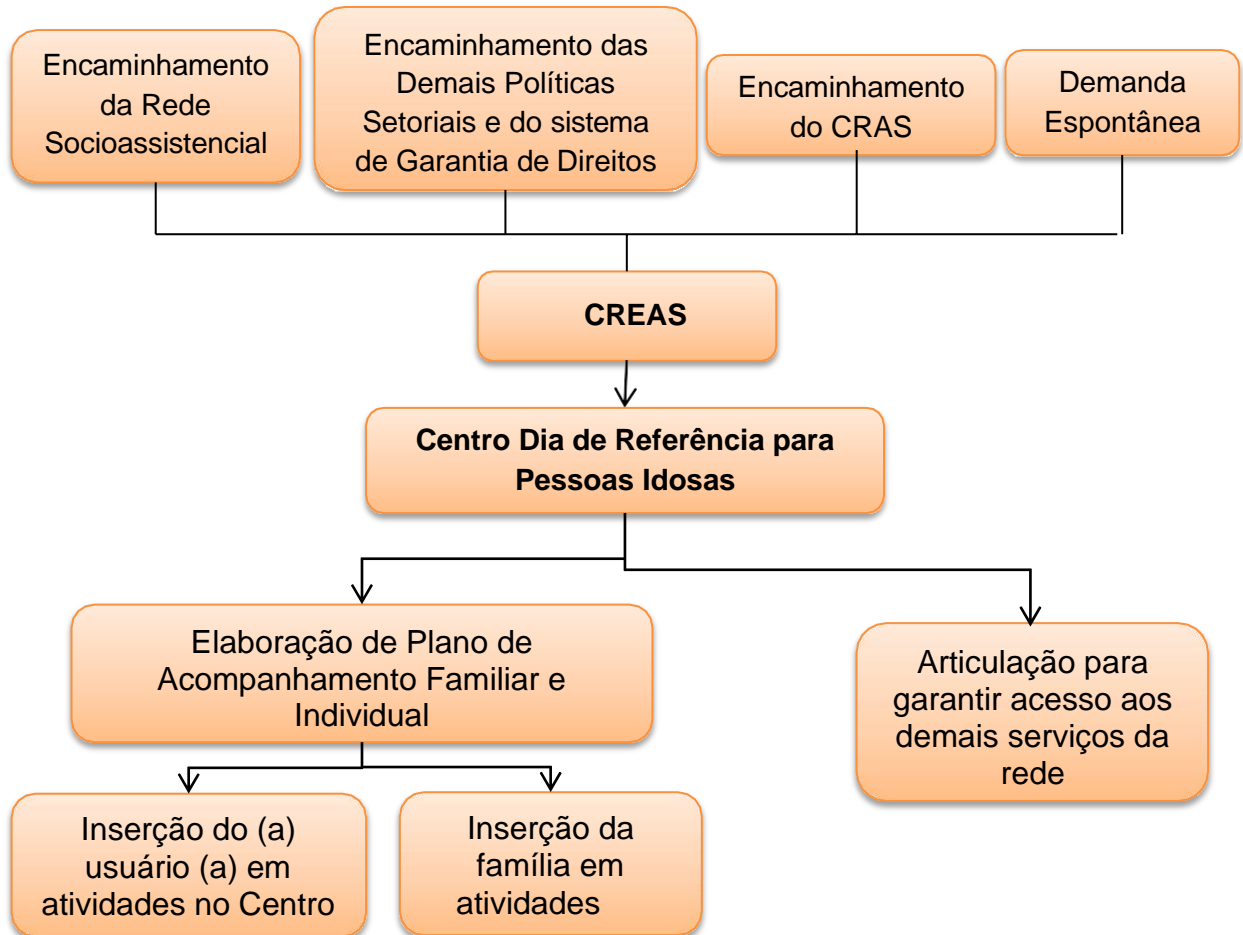 Encaminhamento
da Rede
Socioassistencial
Encaminhamento das
Demais Políticas
Setoriais e do sistema
de Garantia de Direitos
Encaminhamento
do CRAS
Demanda
Espontânea
CREAS
Centro Dia de Referência para
Pessoas Idosas
Elaboração de Plano de
Acompanhamento Familiar e
Individual
Articulação para
garantir acesso aos
demais serviços da
rede
Inserção do (a)
usuário (a) em
atividades no Centro
Inserção da
família em
atividades